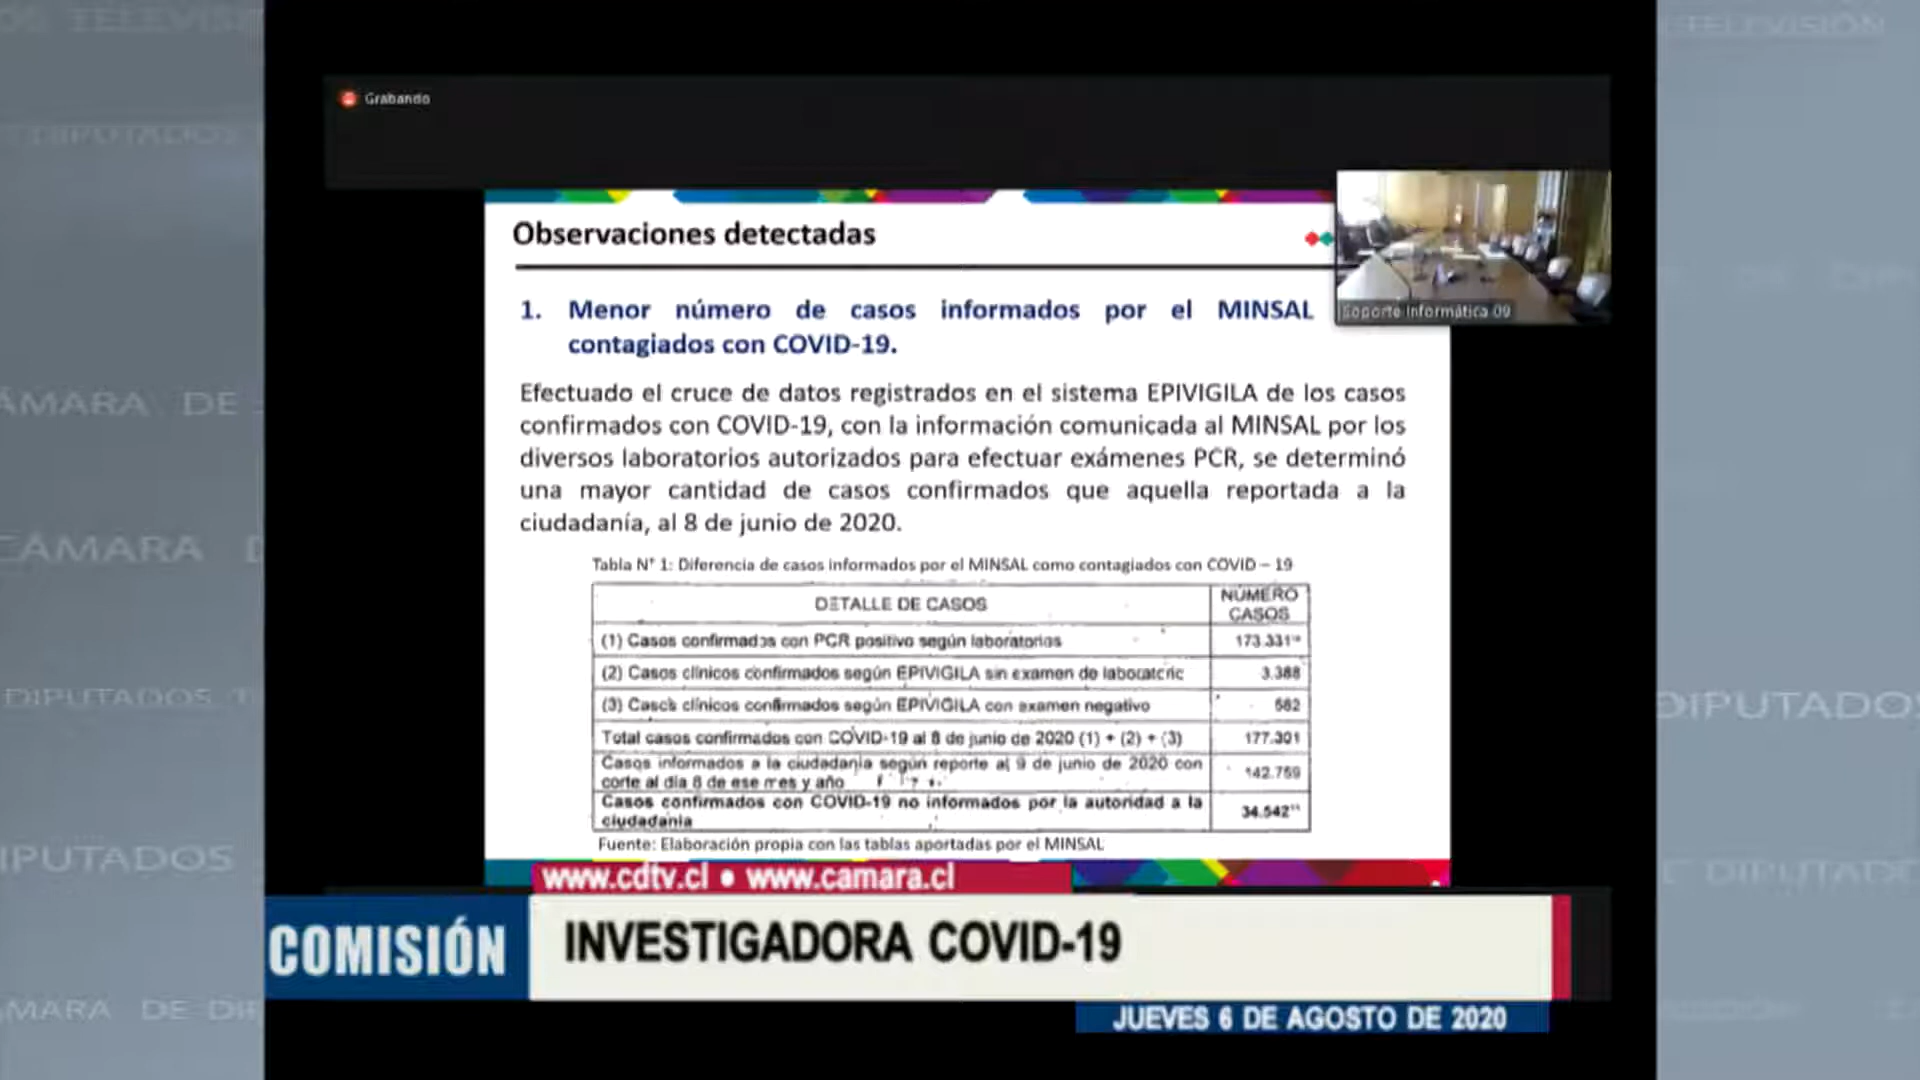 Grabando
Soporte Informática 09
Observaciones detectadas
1. Menor número de casos informados por el MINSAL
contagiados con COVID-19.
Efectuado el cruce de datos registrados en el sistema EPIVIGILA de los casos
confirmados con COVID-19, con la información comunicada al MINSAL por los
diversos laboratorios autorizados para efectuar exámenes PCR, se determinó
una mayor cantidad de casos confirmados que aquella reportada a la
ciudadanía, al 8 de junio de 2020.
Tabla N° 1: Diferencia de casos informados por el MINSAL como contagiados con COVID – 19
DETALLE DE CASOS
NÚMERO
CASOS
(1) Casos confirmados con PCR positivo según laboratorios
173.331
(2) Casos clínicos confirmados según EPIVIGILA sin examen de laboratorio
3.388
(3) Casos clínicos confirmados según EPIVIGILA con examen negativo
582
Total casos confirmados con COVID-19 al 8 de junio de 2020 (1) + (2) + (3)
177.301
Casos informados a la ciudadanía según reporte al 9 de junio de 2020 con
corte al día 8 de ese mes y año
142.759
Casos confirmados con COVID-19 no informados por la autoridad a la
ciudadanía
34.542
Fuente: Elaboración propia con las tablas aportadas por el MINSAL
www.cdtv.cl • www.camara.cl
COMISIÓN
INVESTIGADORA COVID-19
JUEVES 6 DE AGOSTO DE 2020
CÁMARA DE
DIPUTADOS
CÁMARA
DIPUTADOS
DIPUTADOS